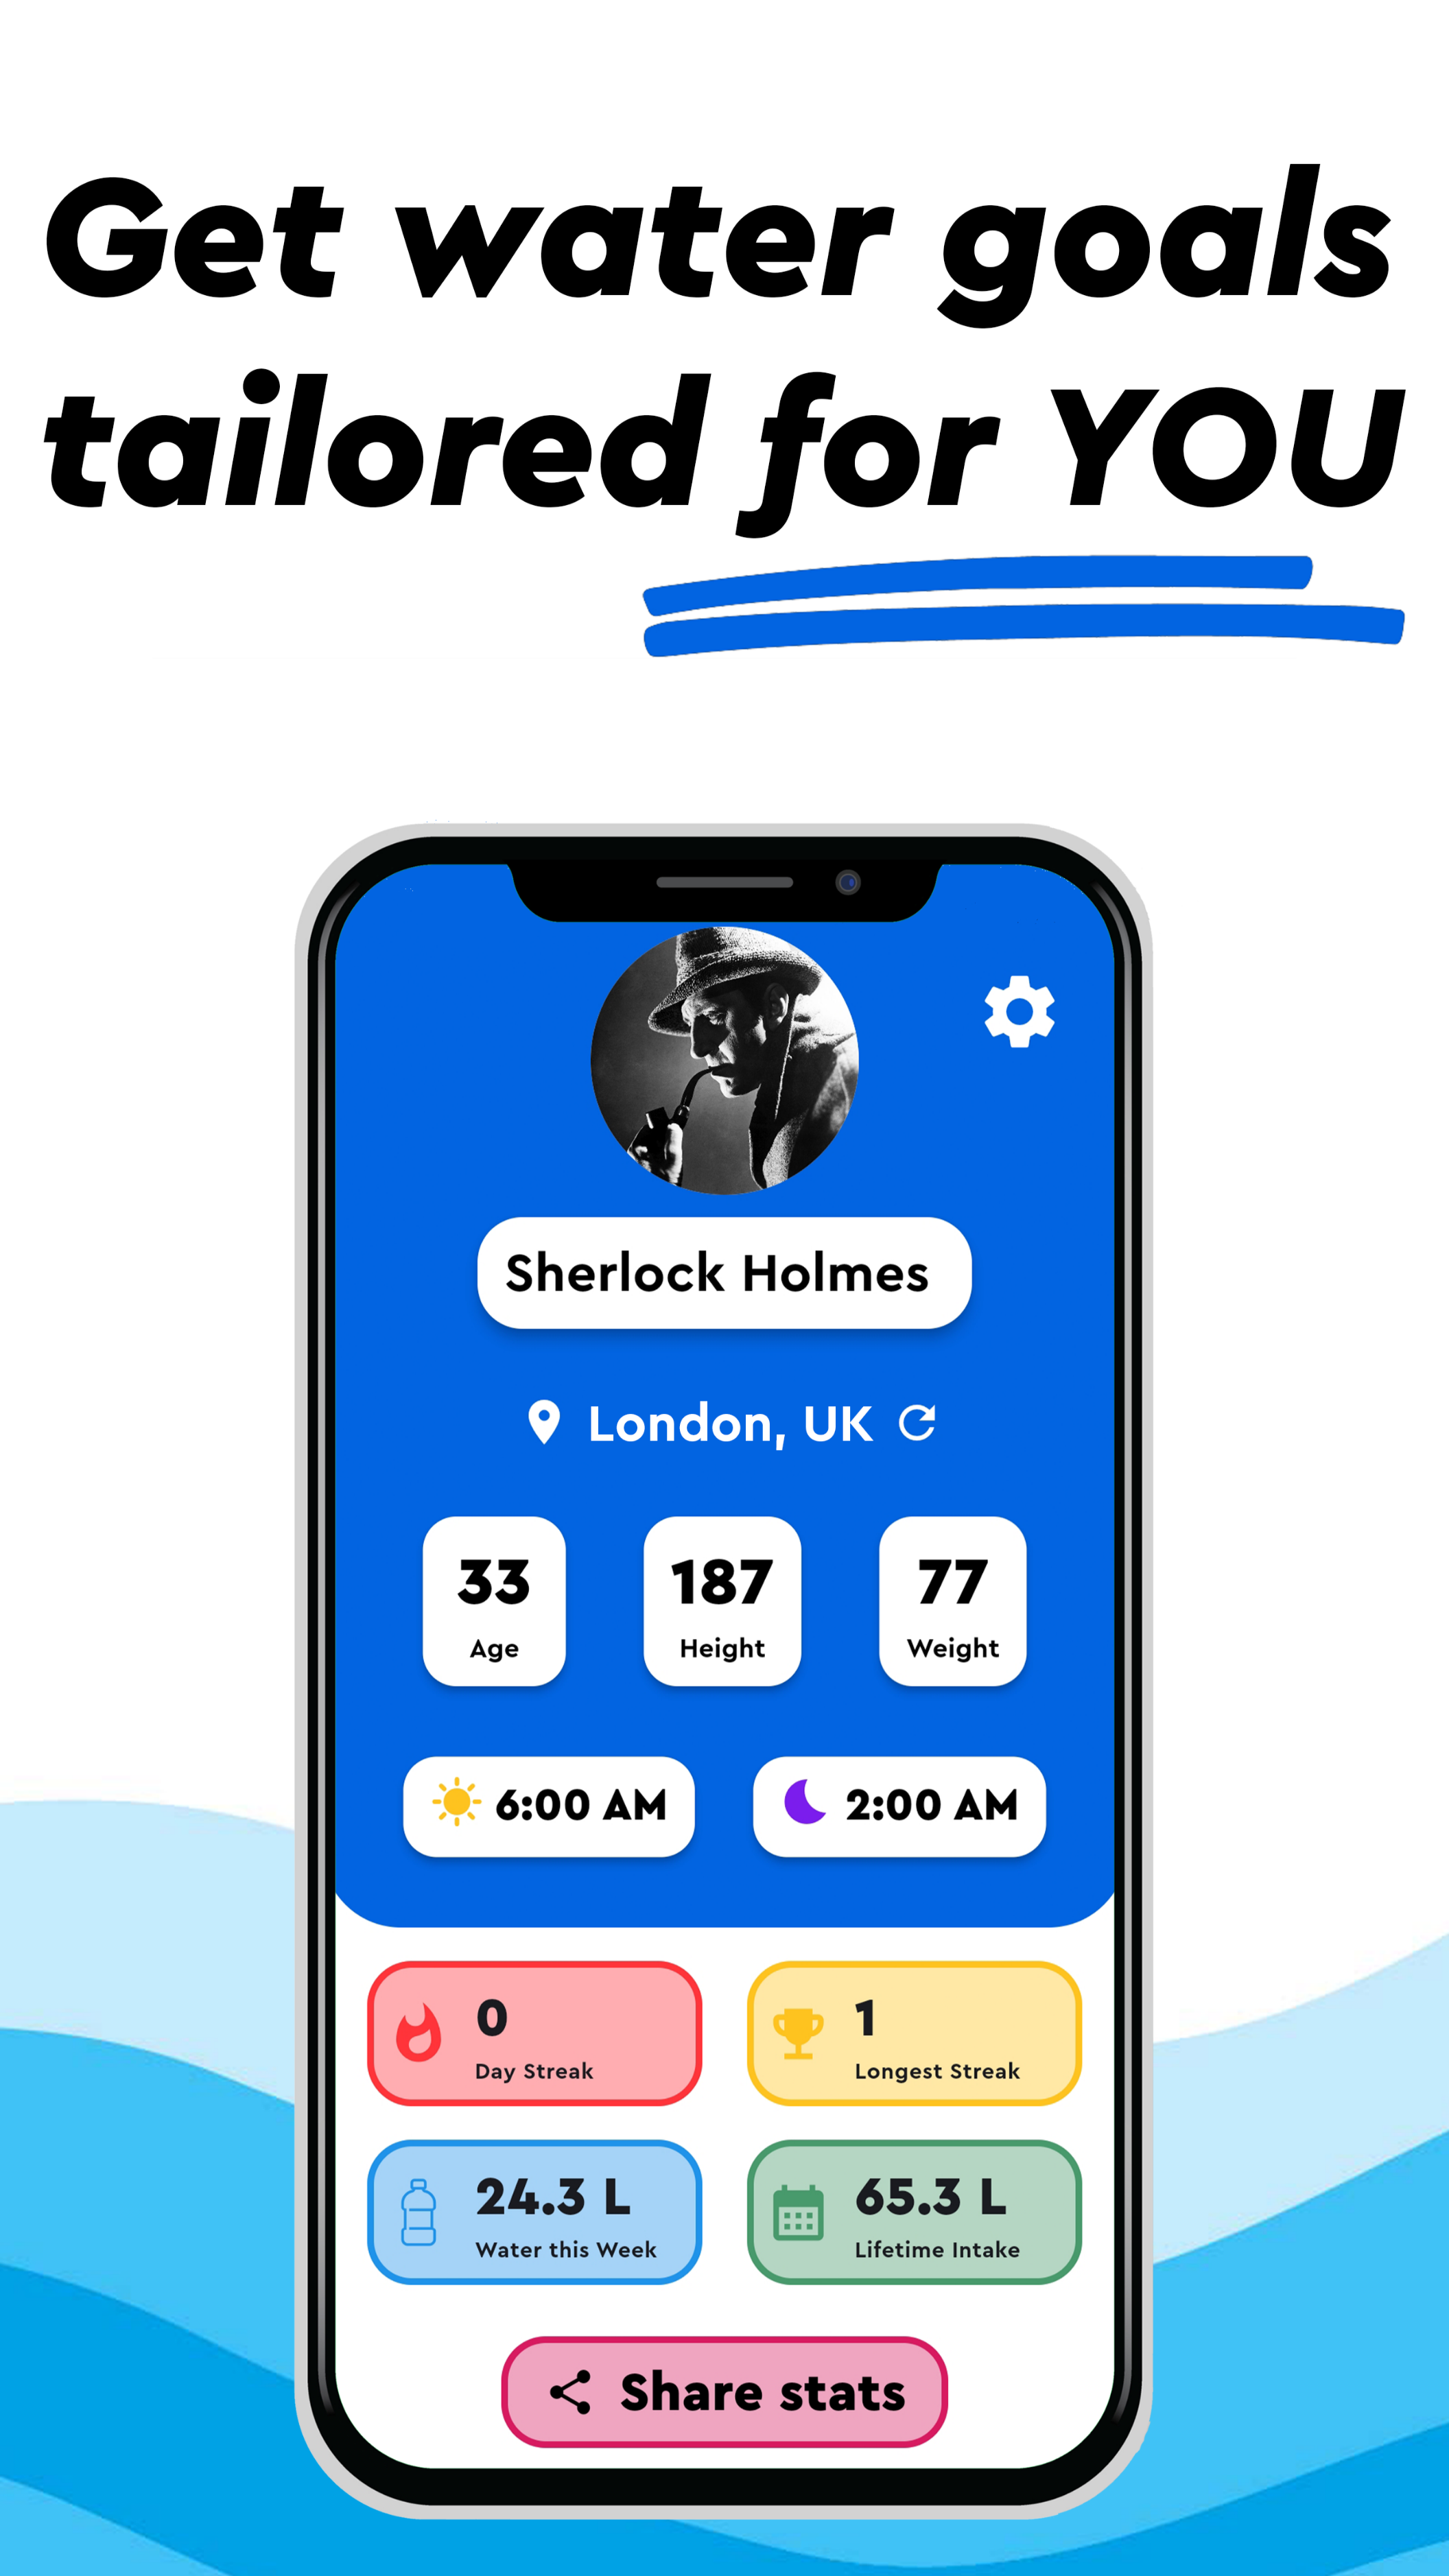 Get water goals
tailored for YOU
Sherlock Holmes
London, UK
33
Age
187
Height
77
Weight
6:00 AM
2:00 AM
0
Day Streak
1
Longest Streak
24.3 L
Water this Week
65.3 L
Lifetime Intake
Share stats